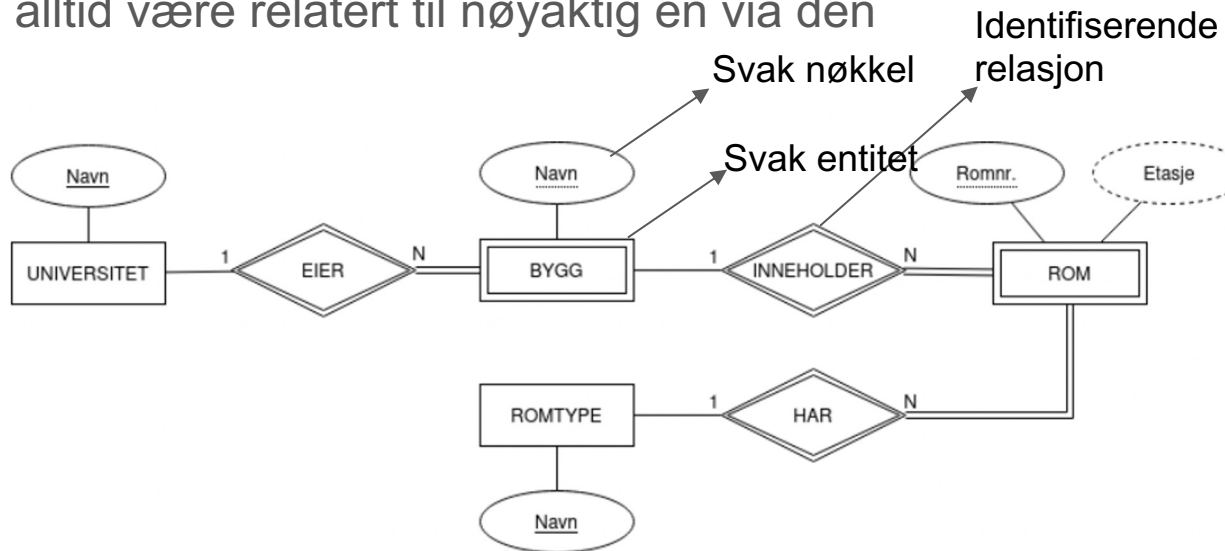 alltid være relatert til nøyaktig en via den
Identifiserende
relasjon
Svak nøkkel
Svak entitet
Navn
Navn
Romnr.
Etasje
UNIVERSITET
1
EIER
N
BYGG
1
INNEHOLDER
N
ROM
ROMTYPE
1
HAR
N
Navn